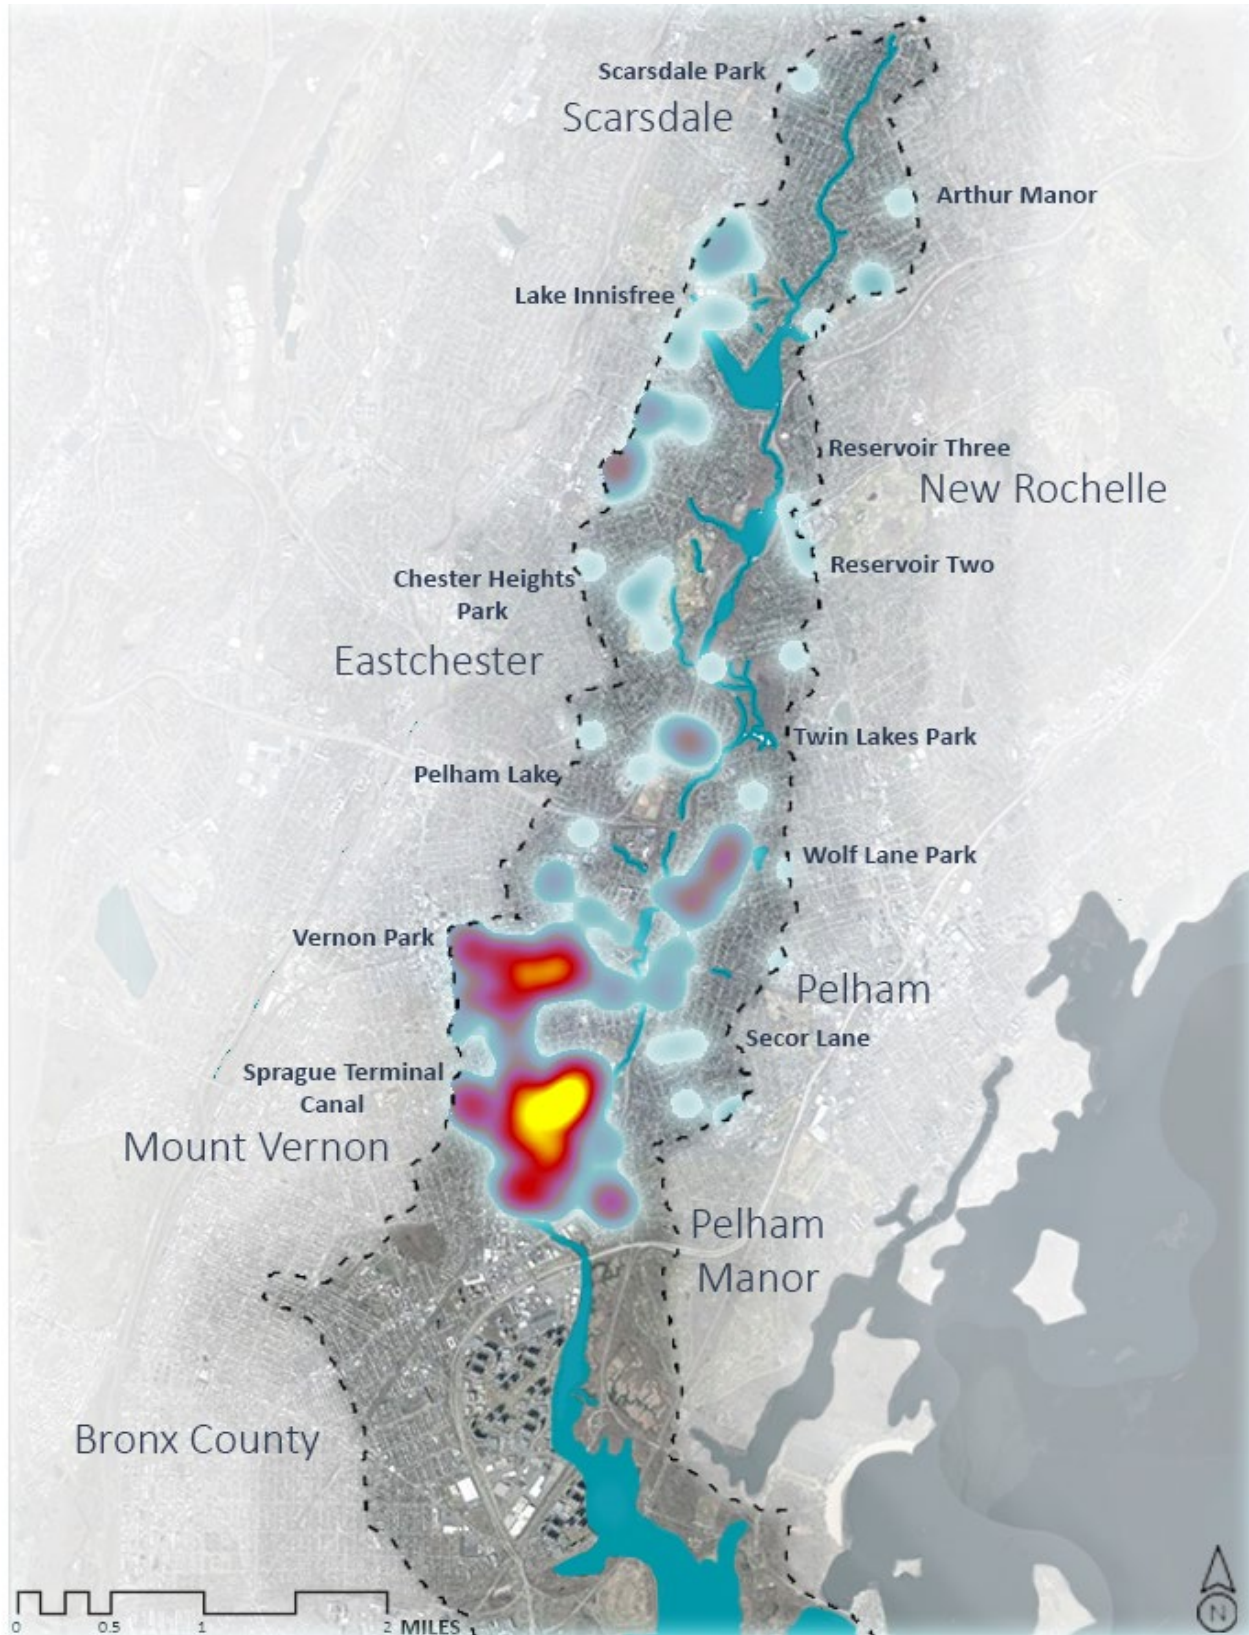 Scarsdale Park
Scarsdale
Arthur Manor
Lake Innisfree
Reservoir Three
New Rochelle
Reservoir Two
Chester Heights
Park
Eastchester
Twin Lakes Park
Pelham Lake
Wolf Lane Park
Vernon Park
Pelham
Secor Lane
Sprague Terminal
Canal
Mount Vernon
Pelham
Manor
Bronx County
0 0.5 1 2 MILES
N